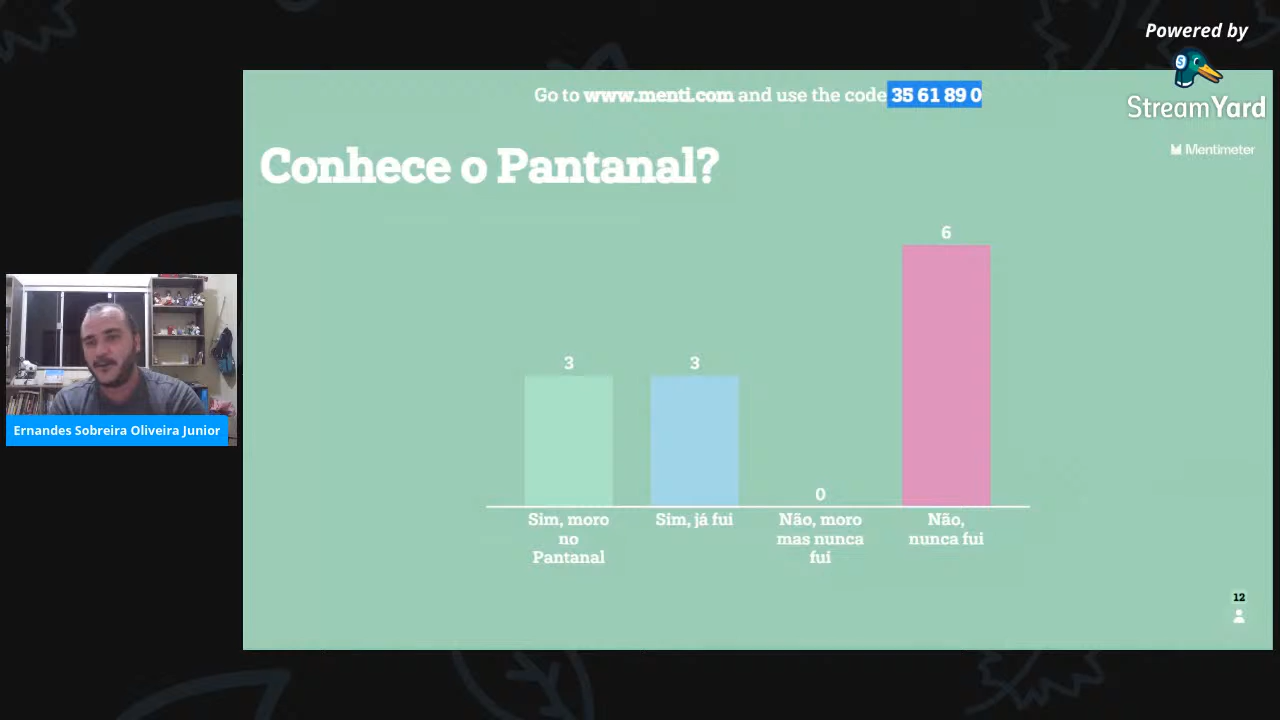 Powered by
StreamYard
Go to www.menti.com and use the code 35 61 89 0
Mentimeter
Conhece o Pantanal?
6
3
3
0
Sim, moro
no
Pantanal
Sim, já fui
Não, moro
mas nunca
fui
Não,
nunca fui
Ernandes Sobreira Oliveira Junior
12